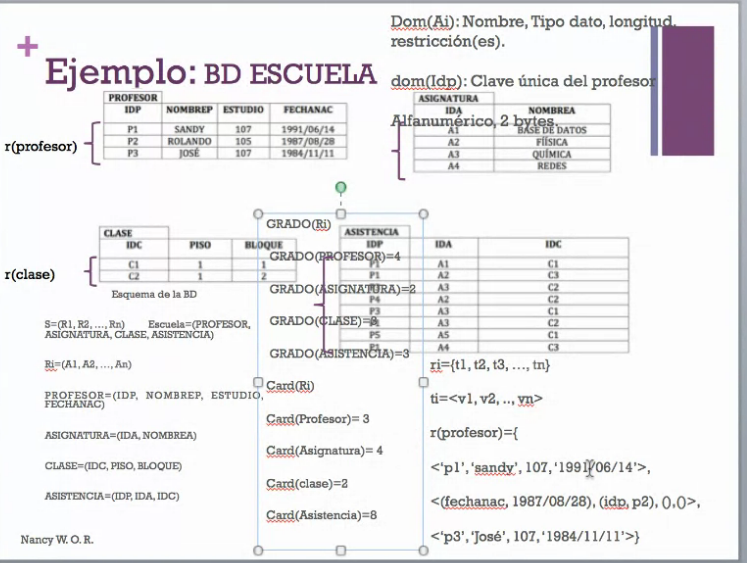 Dom(Ai): Nombre, Tipo dato, longitud,
restricción(es).
+
Ejemplo: BD ESCUELA
dom(Idp): Clave única del profesor
Alfanumérico, 2 bytes.
PROFESOR
IDP NOMBREP ESTUDIO FECHANAC
P1 SANDY 107 1991/06/14
P2 ROLANDO 105 1987/08/28
P3 JOSÉ 107 1984/11/11
r(profesor)
ASIGNATURA
IDA NOMBREA
A1 BASE DE DATOS
A2 FÍÍSICA
A3 QUÍMICA
A4 REDES
CLASE
IDC PISO BLOQUE
C1 1 1
C2 1 2
r(clase)
Esquema de la BD
S=(R1, R2, …, Rn) Escuela=(PROFESOR,
ASIGNATURA, CLASE, ASISTENCIA)
Ri=(A1, A2, …, An)
PROFESOR=(IDP, NOMBREP, ESTUDIO,
FECHANAC)
ASIGNATURA=(IDA, NOMBREA)
CLASE=(IDC, PISO, BLOQUE)
ASISTENCIA=(IDP, IDA, IDC)
GRADO(Ri)
GRADO(PROFESOR)=4
GRADO(ASIGNATURA)=2
GRADO(CLASE)=
GRADO(ASISTENCIA)=3
Card(Ri)
Card(Profesor)= 3
Card(Asignatura)= 4
Card(clase)=2
Card(Asistencia)=8
ASISTENCIA
IDP IDA IDC
A1 C1
P1 A2 C3
A3 C2
P4 A2 C2
P3 A3 C1
A3 C2
P5 A5 C1
A4 C3
ri={t1, t2, t3, …, tn}
ti=<v1, v2, .., vn>
r(profesor)={
<'p1', 'sandy', 107, '1991/06/14'>,
<(fechanac, 1987/08/28), (idp, p2), (),()>,
<'p3', 'José', 107, '1984/11/11'>}
Nancy W. O. R.